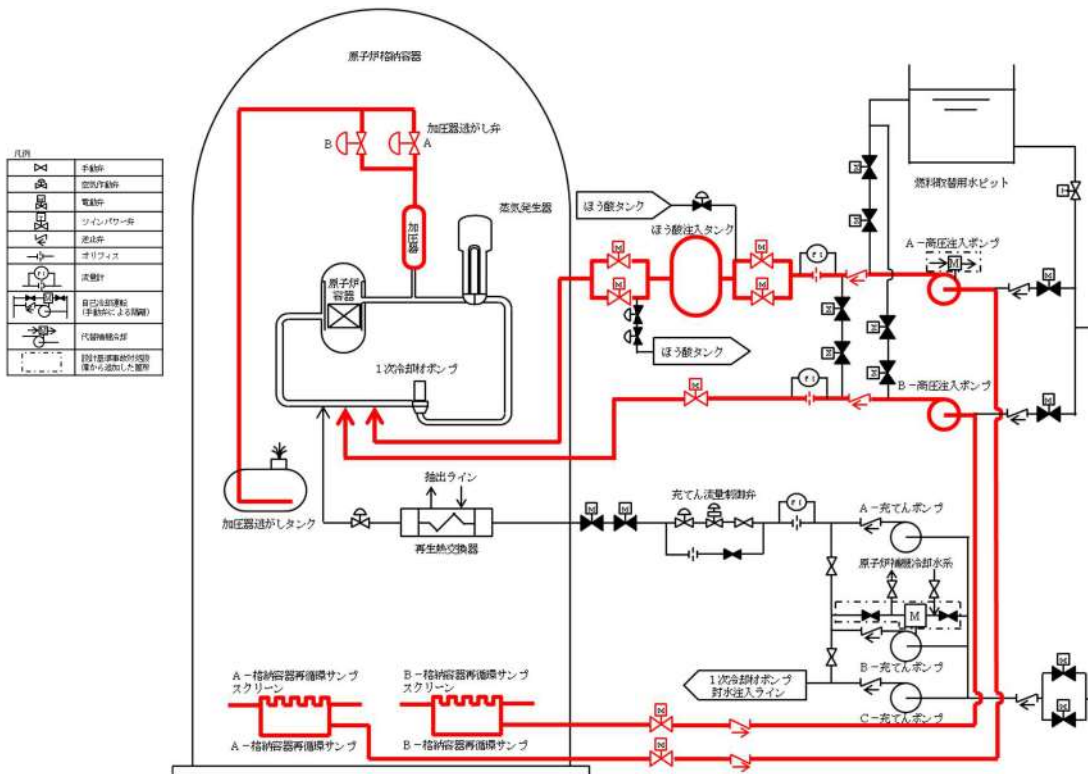 原子炉格納容器
加圧器逃がし弁
B
A
加圧器
蒸気発生器
原子炉
容器
1次冷却材ポンプ
加圧器逃がしタンク
抽出ライン
再生熱交換器
ほう酸タンク
ほう酸注入タンク
ほう酸タンク
燃料取替用水ピット
A-高圧注入ポンプ
B-高圧注入ポンプ
充てん流量制御弁
A-充てんポンプ
原子炉補機冷却水系
M
B-充てんポンプ
1次冷却材ポンプ
封水注入ライン
C-充てんポンプ
A-格納容器再循環サンプ
スクリーン
B-格納容器再循環サンプ
スクリーン
A-格納容器再循環サンプ
B-格納容器再循環サンプ
凡例
手動弁
空気作動弁
電動弁
ツインパワー弁
逆止弁
オリフィス
流量計
自己冷却運転
(手動弁による隔離)
代替補機冷却
設計基準事故対処設
備から追加した箇所